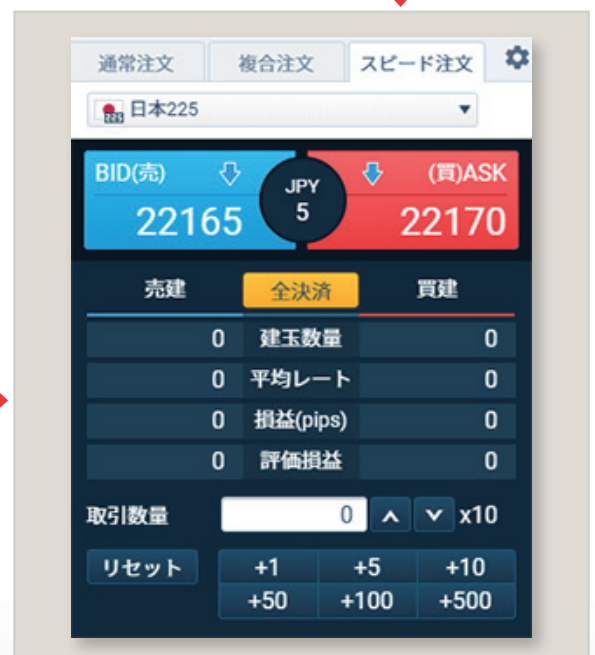 通常注文 複合注文 スピード注文
225 日本225
BID(売) JPY (買)ASK
22165 5 22170
売建 全決済 買建
0 建玉数量 0
0 平均レート 0
0 損益(pips) 0
0 評価損益 0
取引数量 0 x10
リセット +1 +5 +10
+50 +100 +500